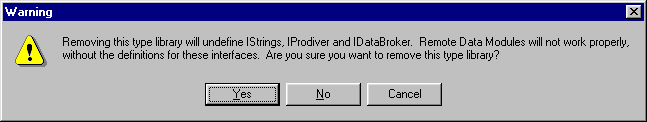 Warning
Removing this type library will undefine IStrings, IProdiver and IDataBroker.  Remote Data Modules will not work properly,
without the definitions for these interfaces.  Are you sure you want to remove this type library?
Yes
No
Cancel